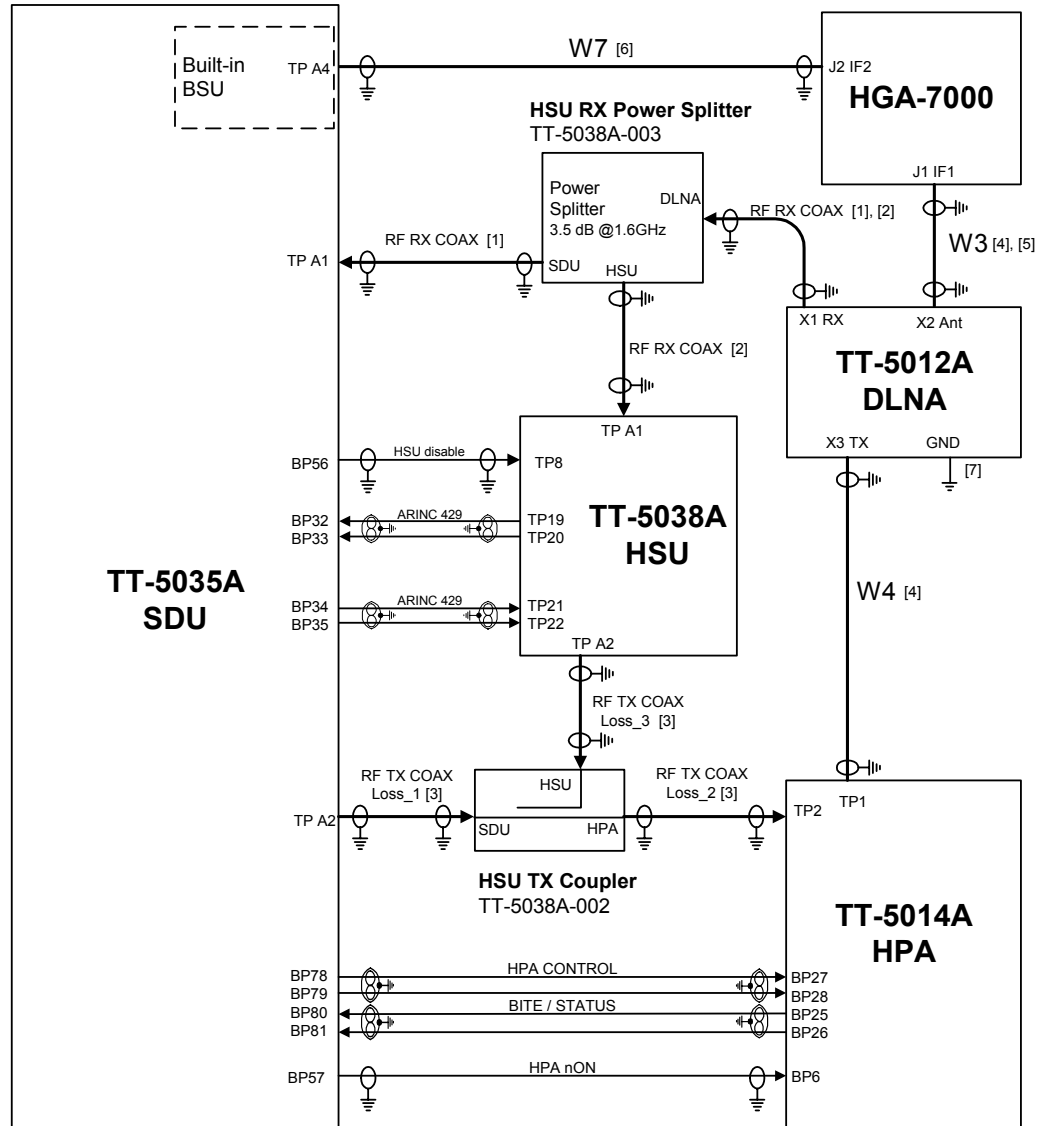 Built-in
BSU
TP A4
W7 [6]
J2 IF2
HGA-7000
J1 IF1
HSU RX Power Splitter
TT-5038A-003
Power
Splitter
3.5 dB @1.6GHz
DLNA
SDU
HSU
RF RX COAX [1], [2]
W3 [4], [5]
RF RX COAX [1]
TP A1
X1 RX
X2 Ant
TT-5012A
DLNA
X3 TX
GND
[7]
RF RX COAX [2]
TP A1
BP56
HSU disable
TP8
BP32
ARINC 429
TP19
BP33
TP20
TT-5038A
HSU
BP34
ARINC 429
TP21
BP35
TP22
TP A2
TT-5035A
SDU
W4 [4]
RF TX COAX
Loss_3 [3]
RF TX COAX
Loss_1 [3]
HSU
RF TX COAX
Loss_2 [3]
TP A2
SDU
HPA
TP2
TP1
HSU TX Coupler
TT-5038A-002
TT-5014A
HPA
BP78
HPA CONTROL
BP27
BP79
BP28
BP80
BITE / STATUS
BP25
BP81
BP26
BP57
HPA nON
BP6